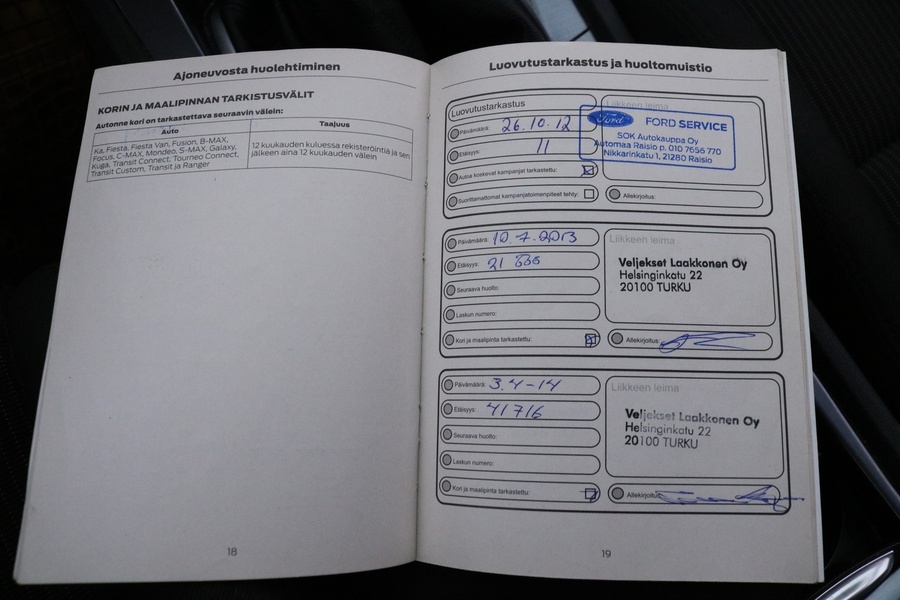 Ajoneuvosta huolehtiminen
KORIN JA MAALIPINNAN TARKISTUSVÄLIT
Autonne kori on tarkastettava seuraavin välein:
Auto
Taajuus
Ka, Fiesta, Fiesta Van, Fusion, B-MAX,
Focus, C-MAX, Mondeo, S-MAX, Galaxy,
Kuga, Transit Connect, Tourneo Connect,
Transit Custom, Transit ja Ranger
12 kuukauden kuluessa rekisteröintiä ja sen
jälkeen aina 12 kuukauden välein
18
Luovutustarkastus ja huoltomuistio
Luovutustarkastus
Päivämäärä: 26.10.12
Etäisyys: 11
Autoa koskevat kampanjat tarkastettu:
Suorittamattomat kampanjatoimenpiteet tehty:
Liikkeen leima
Ford FORD SERVICE
SOK Autokauppa Oy
Automaa Raisio p. 010 7656 770
Nikkarinkatu 1, 21280 Raisio
Allekirjoitus:
Päivämäärä: 10.7.2013
Etäisyys: 21
Seuraava huolto:
Laskun numero:
Kori ja maalipinta tarkastettu:
Liikkeen leima
Veljekset Laakkonen Oy
Helsinginkatu 22
20100 TURKU
Allekirjoitus:
Päivämäärä: 3.4-14
Etäisyys: 41716
Seuraava huolto:
Laskun numero:
Kori ja maalipinta tarkastettu:
Liikkeen leima
Veljekset Laakkonen Oy
Helsinginkatu 22
20100 TURKU
Allekirjoitus:
19